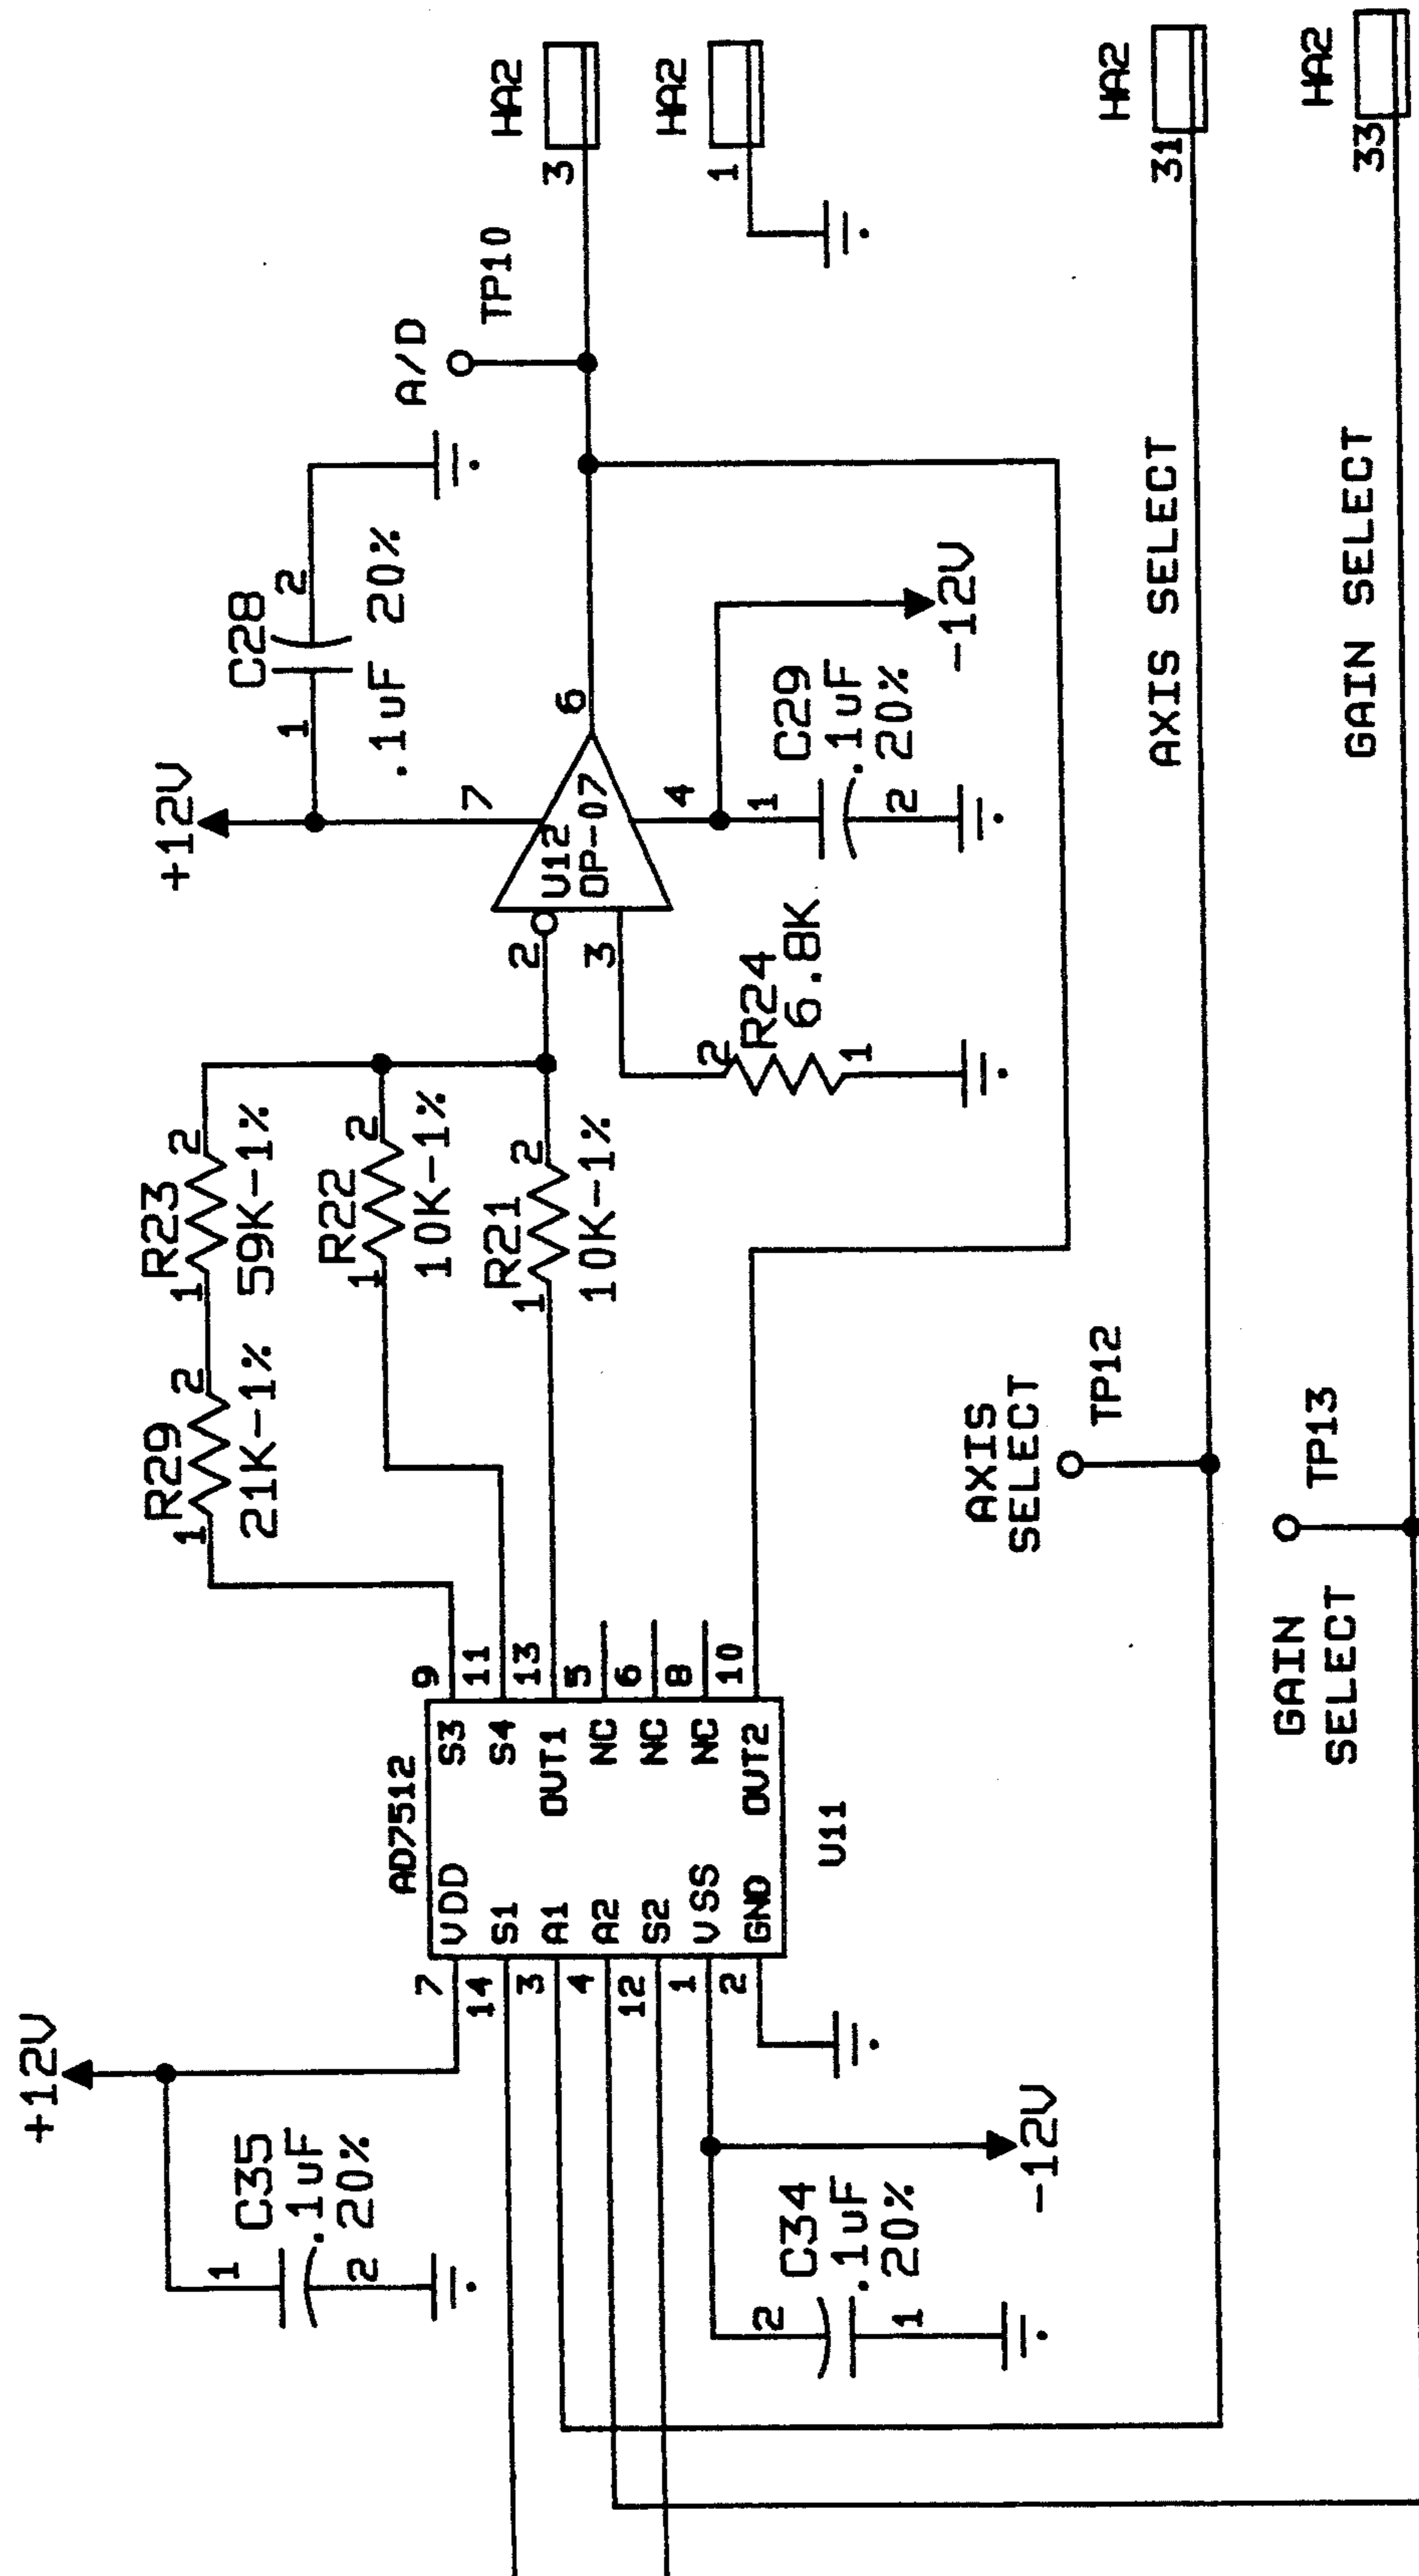 +12V
C35
.1uF
20%
1
2
7
14
3
4
12
1
2
AD7512
VDD
S1
A1
A2
S2
VSS
GND
S3
S4
OUT1
NC
NC
NC
OUT2
U11
9
11
13
5
6
8
10
C34
.1uF
20%
2
1
-12V
1 R29 2
21K-1%
1 R23 2
59K-1%
1 R22 2
10K-1%
1 R21 2
10K-1%
+12V
1 C28 2
.1uF 20%
2
3
7
4
6
U12
OP-07
2
R24
6.8K
1
1
C29
.1uF
20%
2
-12V
A/D
TP10
3
HA2
1
HA2
AXIS
SELECT
TP12
AXIS SELECT
31
HA2
GAIN
SELECT
TP13
GAIN SELECT
33
HA2